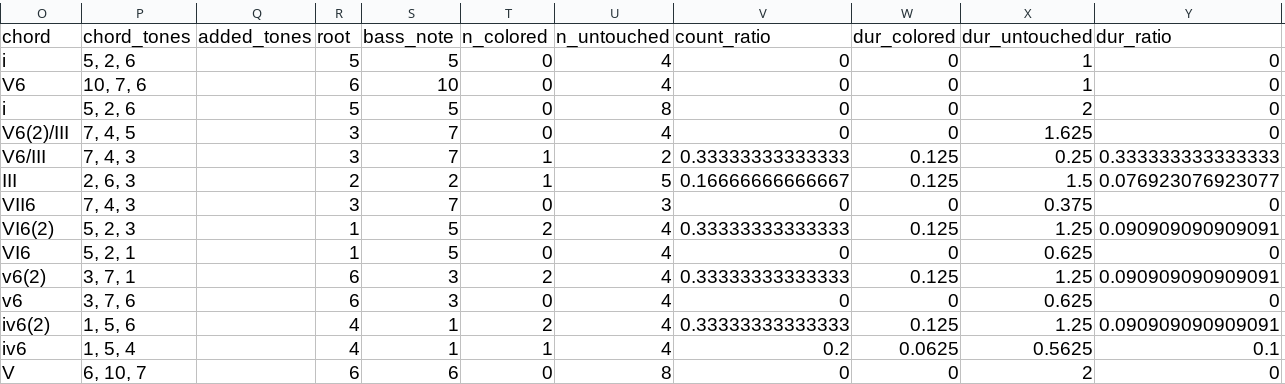 O P Q R S T U V W X Y
chord chord_tones added_tones root bass_note n_colored n_untouched count_ratio dur_colored dur_untouched dur_ratio
i 5, 2, 6 5 5 0 4 0 0 1 0
V6 10, 7, 6 6 10 0 4 0 0 1 0
i 5, 2, 6 5 5 0 8 0 0 2 0
V6(2)/III 7, 4, 5 3 7 0 4 0 0 1.625 0
V6/III 7, 4, 3 3 7 1 2 0.33333333333333 0.125 0.25 0.333333333333333
III 2, 6, 3 2 2 1 5 0.16666666666667 0.125 1.5 0.076923076923077
VII6 7, 4, 3 3 7 0 3 0 0 0.375 0
VI6(2) 5, 2, 3 1 5 2 4 0.33333333333333 0.125 1.25 0.090909090909091
VI6 5, 2, 1 1 5 0 4 0 0 0.625 0
v6(2) 3, 7, 1 6 3 2 4 0.33333333333333 0.125 1.25 0.090909090909091
v6 3, 7, 6 6 3 0 4 0 0 0.625 0
iv6(2) 1, 5, 6 4 1 2 4 0.33333333333333 0.125 1.25 0.090909090909091
iv6 1, 5, 4 4 1 1 4 0.2 0.0625 0.5625 0.1
V 6, 10, 7 6 6 0 8 0 0 2 0